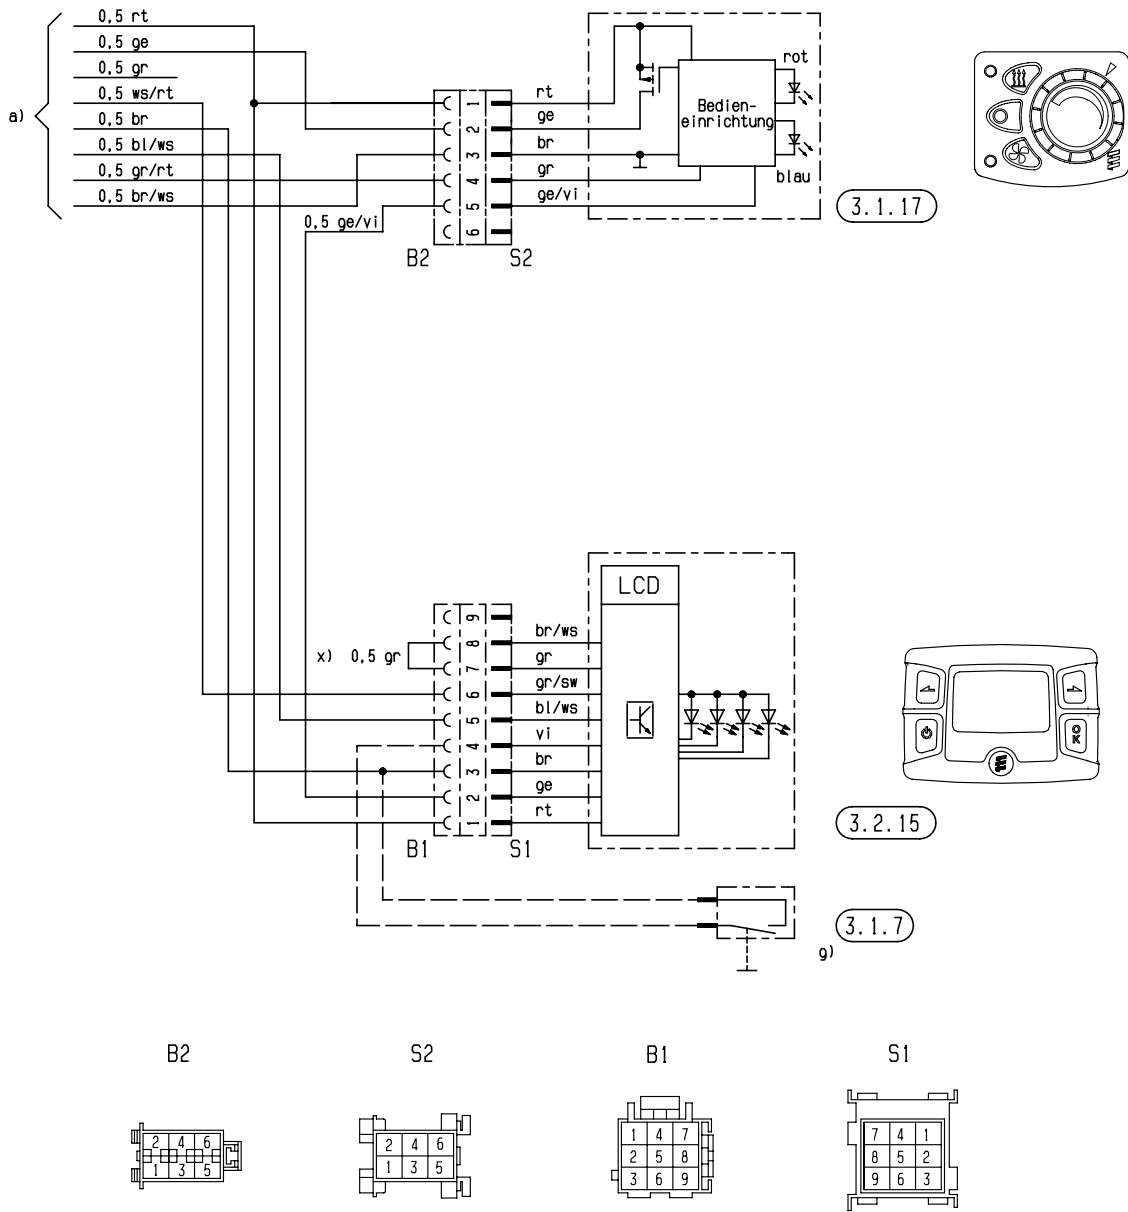 0,5 rt
0,5 ge
0,5 gr
0,5 ws/rt
0,5 br
0,5 bl/ws
0,5 gr/rt
0,5 br/ws
a)
0,5 ge/vi
1
2
3
4
5
6
B2
S2
rt
ge
br
gr
ge/vi
Bedien-
einrichtung
rot
blau
3.1.17
x) 0,5 gr
9
8
7
6
5
4
3
2
1
B1
S1
br/ws
gr
gr/sw
bl/ws
vi
br
ge
rt
LCD
OK
3.2.15
3.1.7
g)
B2
S2
B1
S1
2 4 6
1 3 5
2 4 6
1 3 5
1 4 7
2 5 8
3 6 9
7 4 1
8 5 2
9 6 3